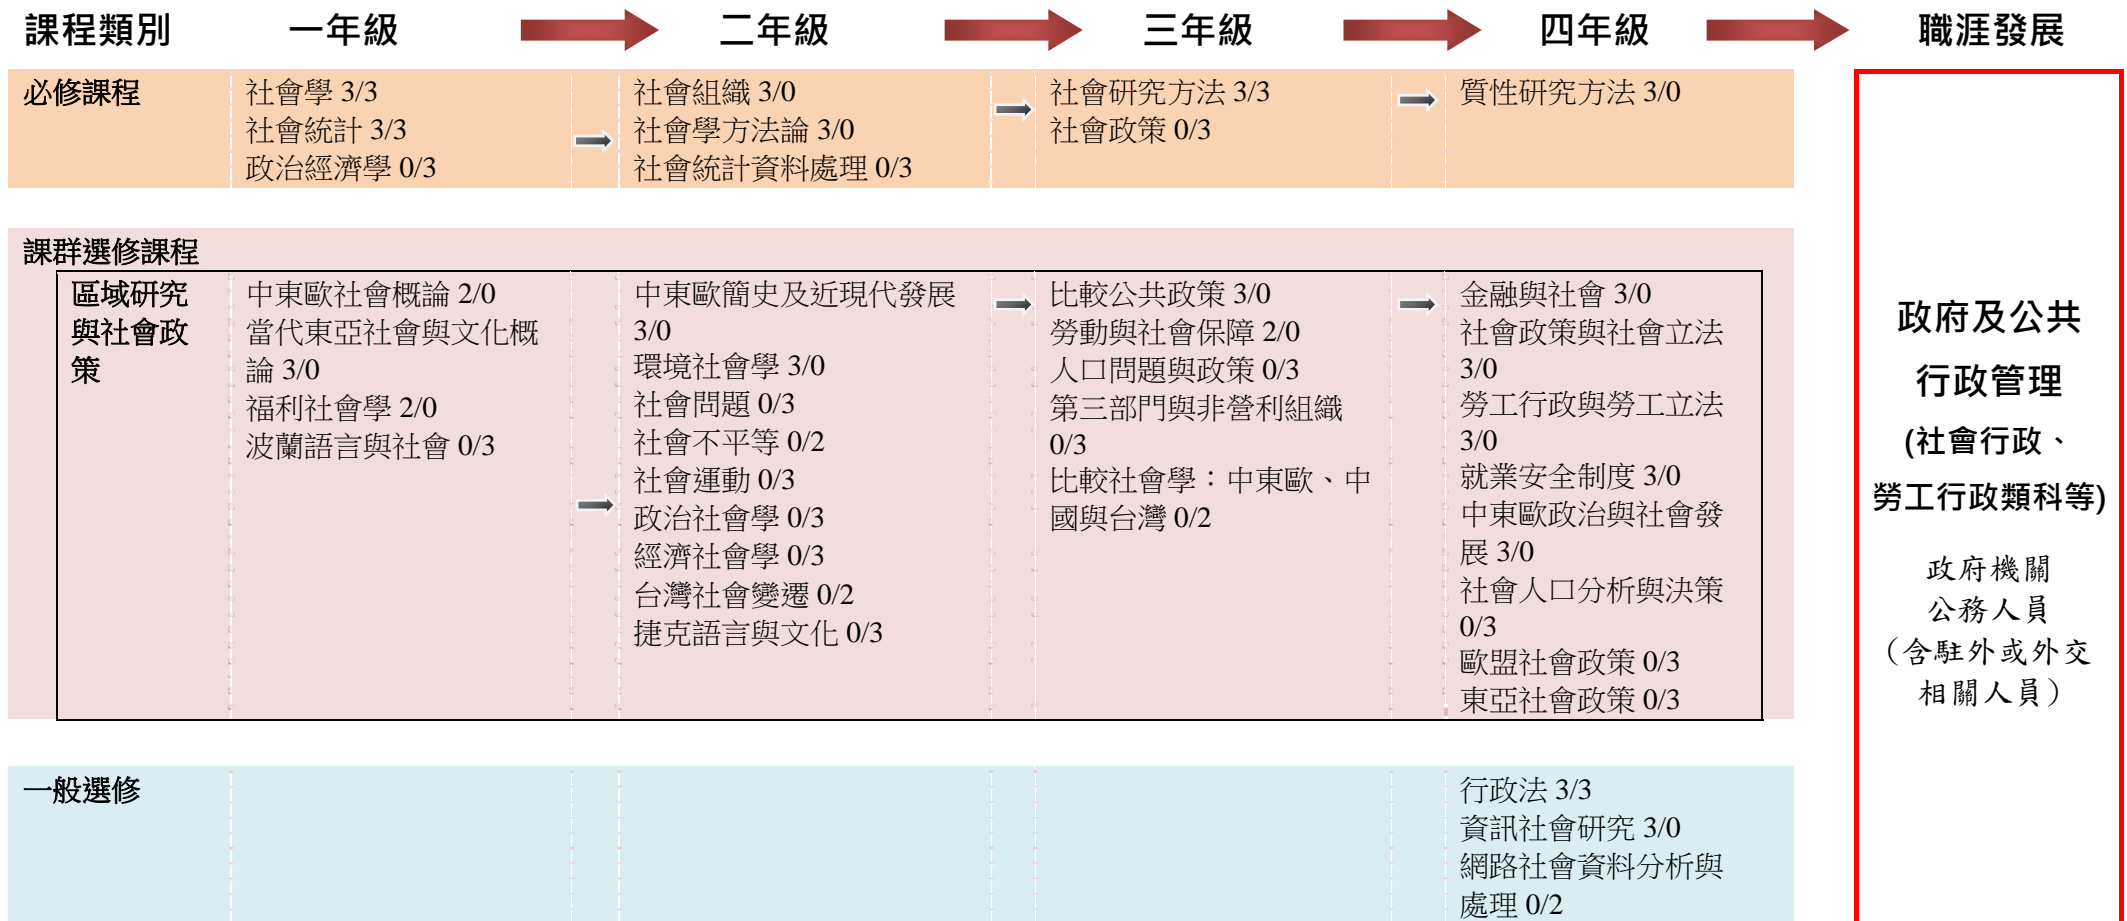 課程類別 一年級 二年級 三年級 四年級 職涯發展
必修課程
社會學 3/3
社會統計 3/3
政治經濟學 0/3
社會組織 3/0
社會學方法論 3/0
社會統計資料處理 0/3
社會研究方法 3/3
社會政策 0/3
質性研究方法 3/0
課群選修課程
區域研究
與社會政
策
中東歐社會概論 2/0
當代東亞社會與文化概
論 3/0
福利社會學 2/0
波蘭語言與社會 0/3
中東歐簡史及近現代發展
3/0
環境社會學 3/0
社會問題 0/3
社會不平等 0/2
社會運動 0/3
政治社會學 0/3
經濟社會學 0/3
台灣社會變遷 0/2
捷克語言與文化 0/3
比較公共政策 3/0
勞動與社會保障 2/0
人口問題與政策 0/3
第三部門與非營利組織
0/3
比較社會學：中東歐、中
國與台灣 0/2
金融與社會 3/0
社會政策與社會立法
3/0
勞工行政與勞工立法
3/0
就業安全制度 3/0
中東歐政治與社會發
展 3/0
社會人口分析與決策
0/3
歐盟社會政策 0/3
東亞社會政策 0/3
一般選修
行政法 3/3
資訊社會研究 3/0
網路社會資料分析與
處理 0/2
政府及公共
行政管理
(社會行政、
勞工行政類科等)
政府機關
公務人員
（含駐外或外交
相關人員）